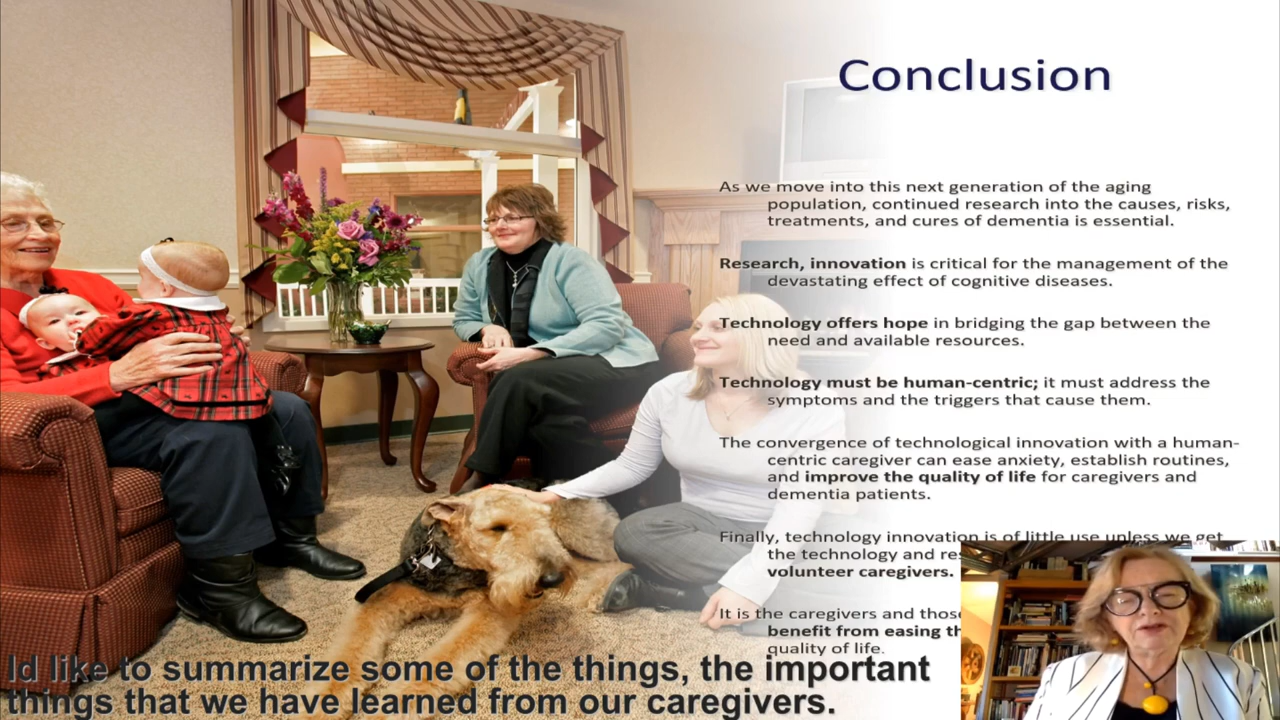 Conclusion
As we move into this next generation of the aging
population, continued research into the causes, risks,
treatments, and cures of dementia is essential.
Research, innovation is critical for the management of the
devastating effect of cognitive diseases.
Technology offers hope in bridging the gap between the
need and available resources.
Technology must be human-centric; it must address the
symptoms and the triggers that cause them.
The convergence of technological innovation with a human-
centric caregiver can ease anxiety, establish routines,
and improve the quality of life for caregivers and
dementia patients.
Finally, technology innovation is of little use unless we get
the technology and
volunteer caregivers.
It is the caregivers and
benefit from easing
quality of life.
Id like to summarize some of the things, the important
things that we have learned from our caregivers.